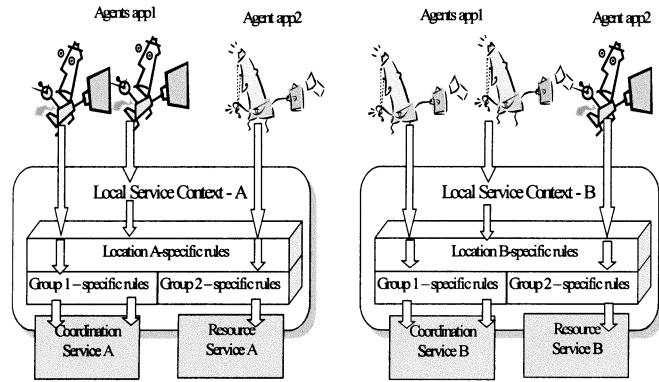 Agents app1
Agent app2
Agents app1
Agent app2
Local Service Context - A
Location A-specific rules
Group 1 – specific rules
Group 2 – specific rules
Coordination
Service A
Resource
Service A
Local Service Context - B
Location B-specific rules
Group 1 – specific rules
Group 2 – specific rules
Coordination
Service B
Resource
Service B